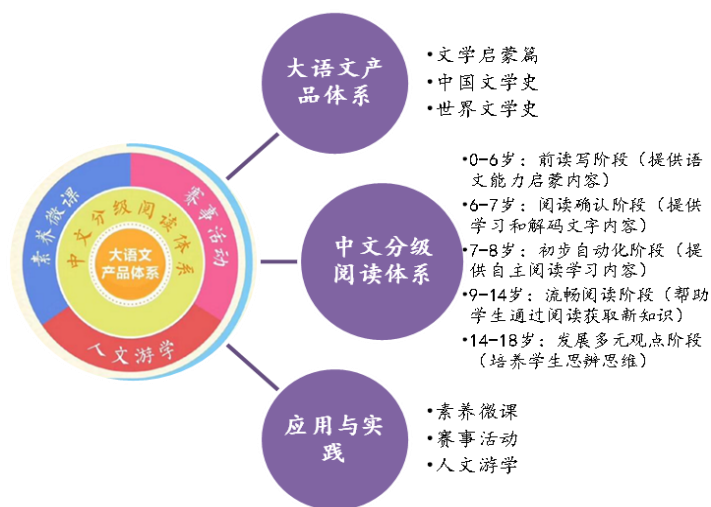 素养微课
赛事活动
人文游学
中文分级阅读体系
大语文
产品体系
大语文产
品体系
•文学启蒙篇
•中国文学史
•世界文学史
中文分级
阅读体系
•0-6岁：前读写阶段（提供语
文能力启蒙内容）
•6-7岁：阅读确认阶段（提供
学习和解码文字内容）
•7-8岁：初步自动化阶段（提
供自主阅读学习内容）
•9-14岁：流畅阅读阶段（帮助
学生通过阅读获取新知识）
•14-18岁：发展多元观点阶段
（培养学生思辨思维）
应用与实
践
•素养微课
•赛事活动
•人文游学